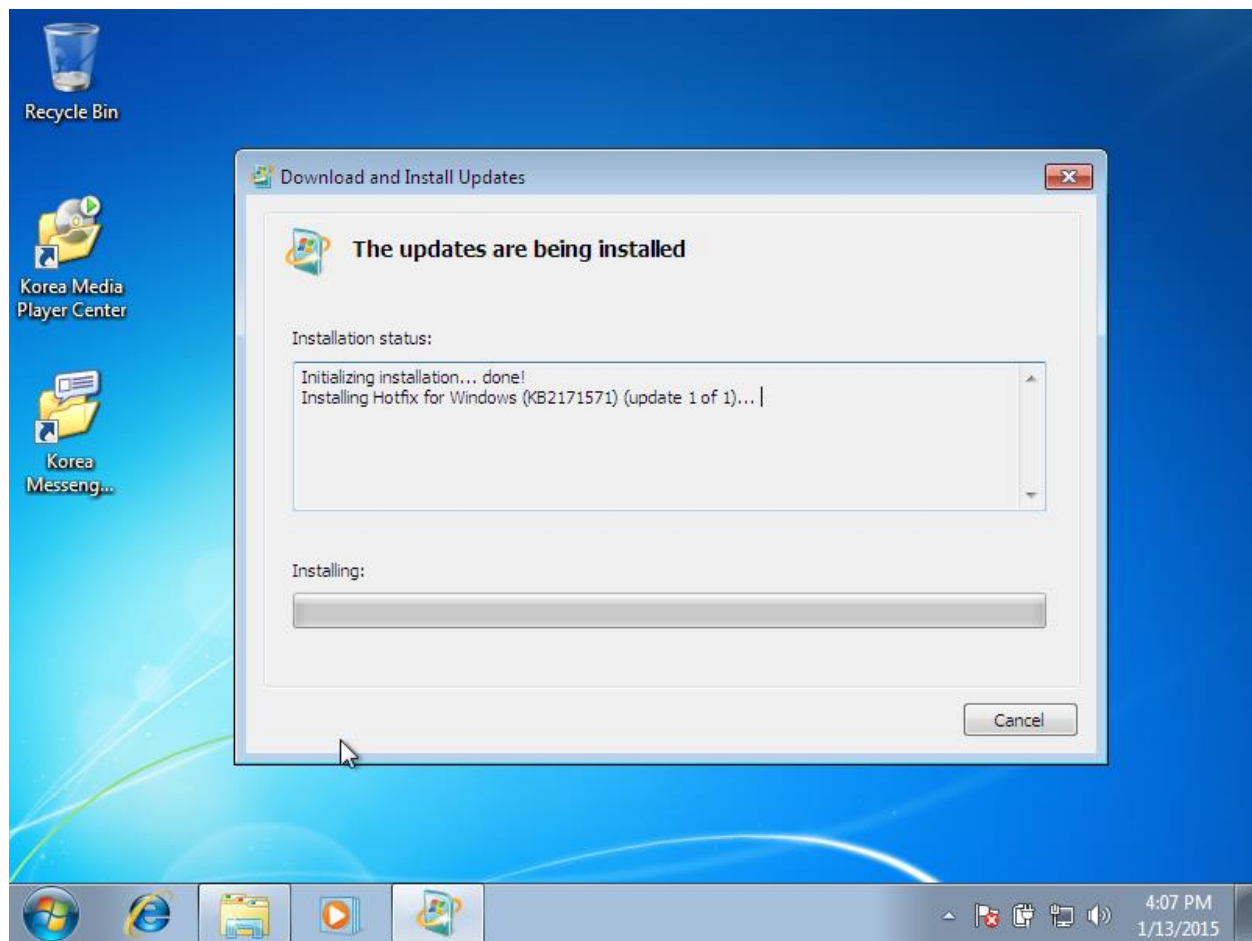 Recycle Bin
Korea Media
Player Center
Korea
Messeng...
Download and Install Updates
The updates are being installed
Installation status:
Initializing installation... done!
Installing Hotfix for Windows (KB2171571) (update 1 of 1)...
Installing:
Cancel
4:07 PM
1/13/2015